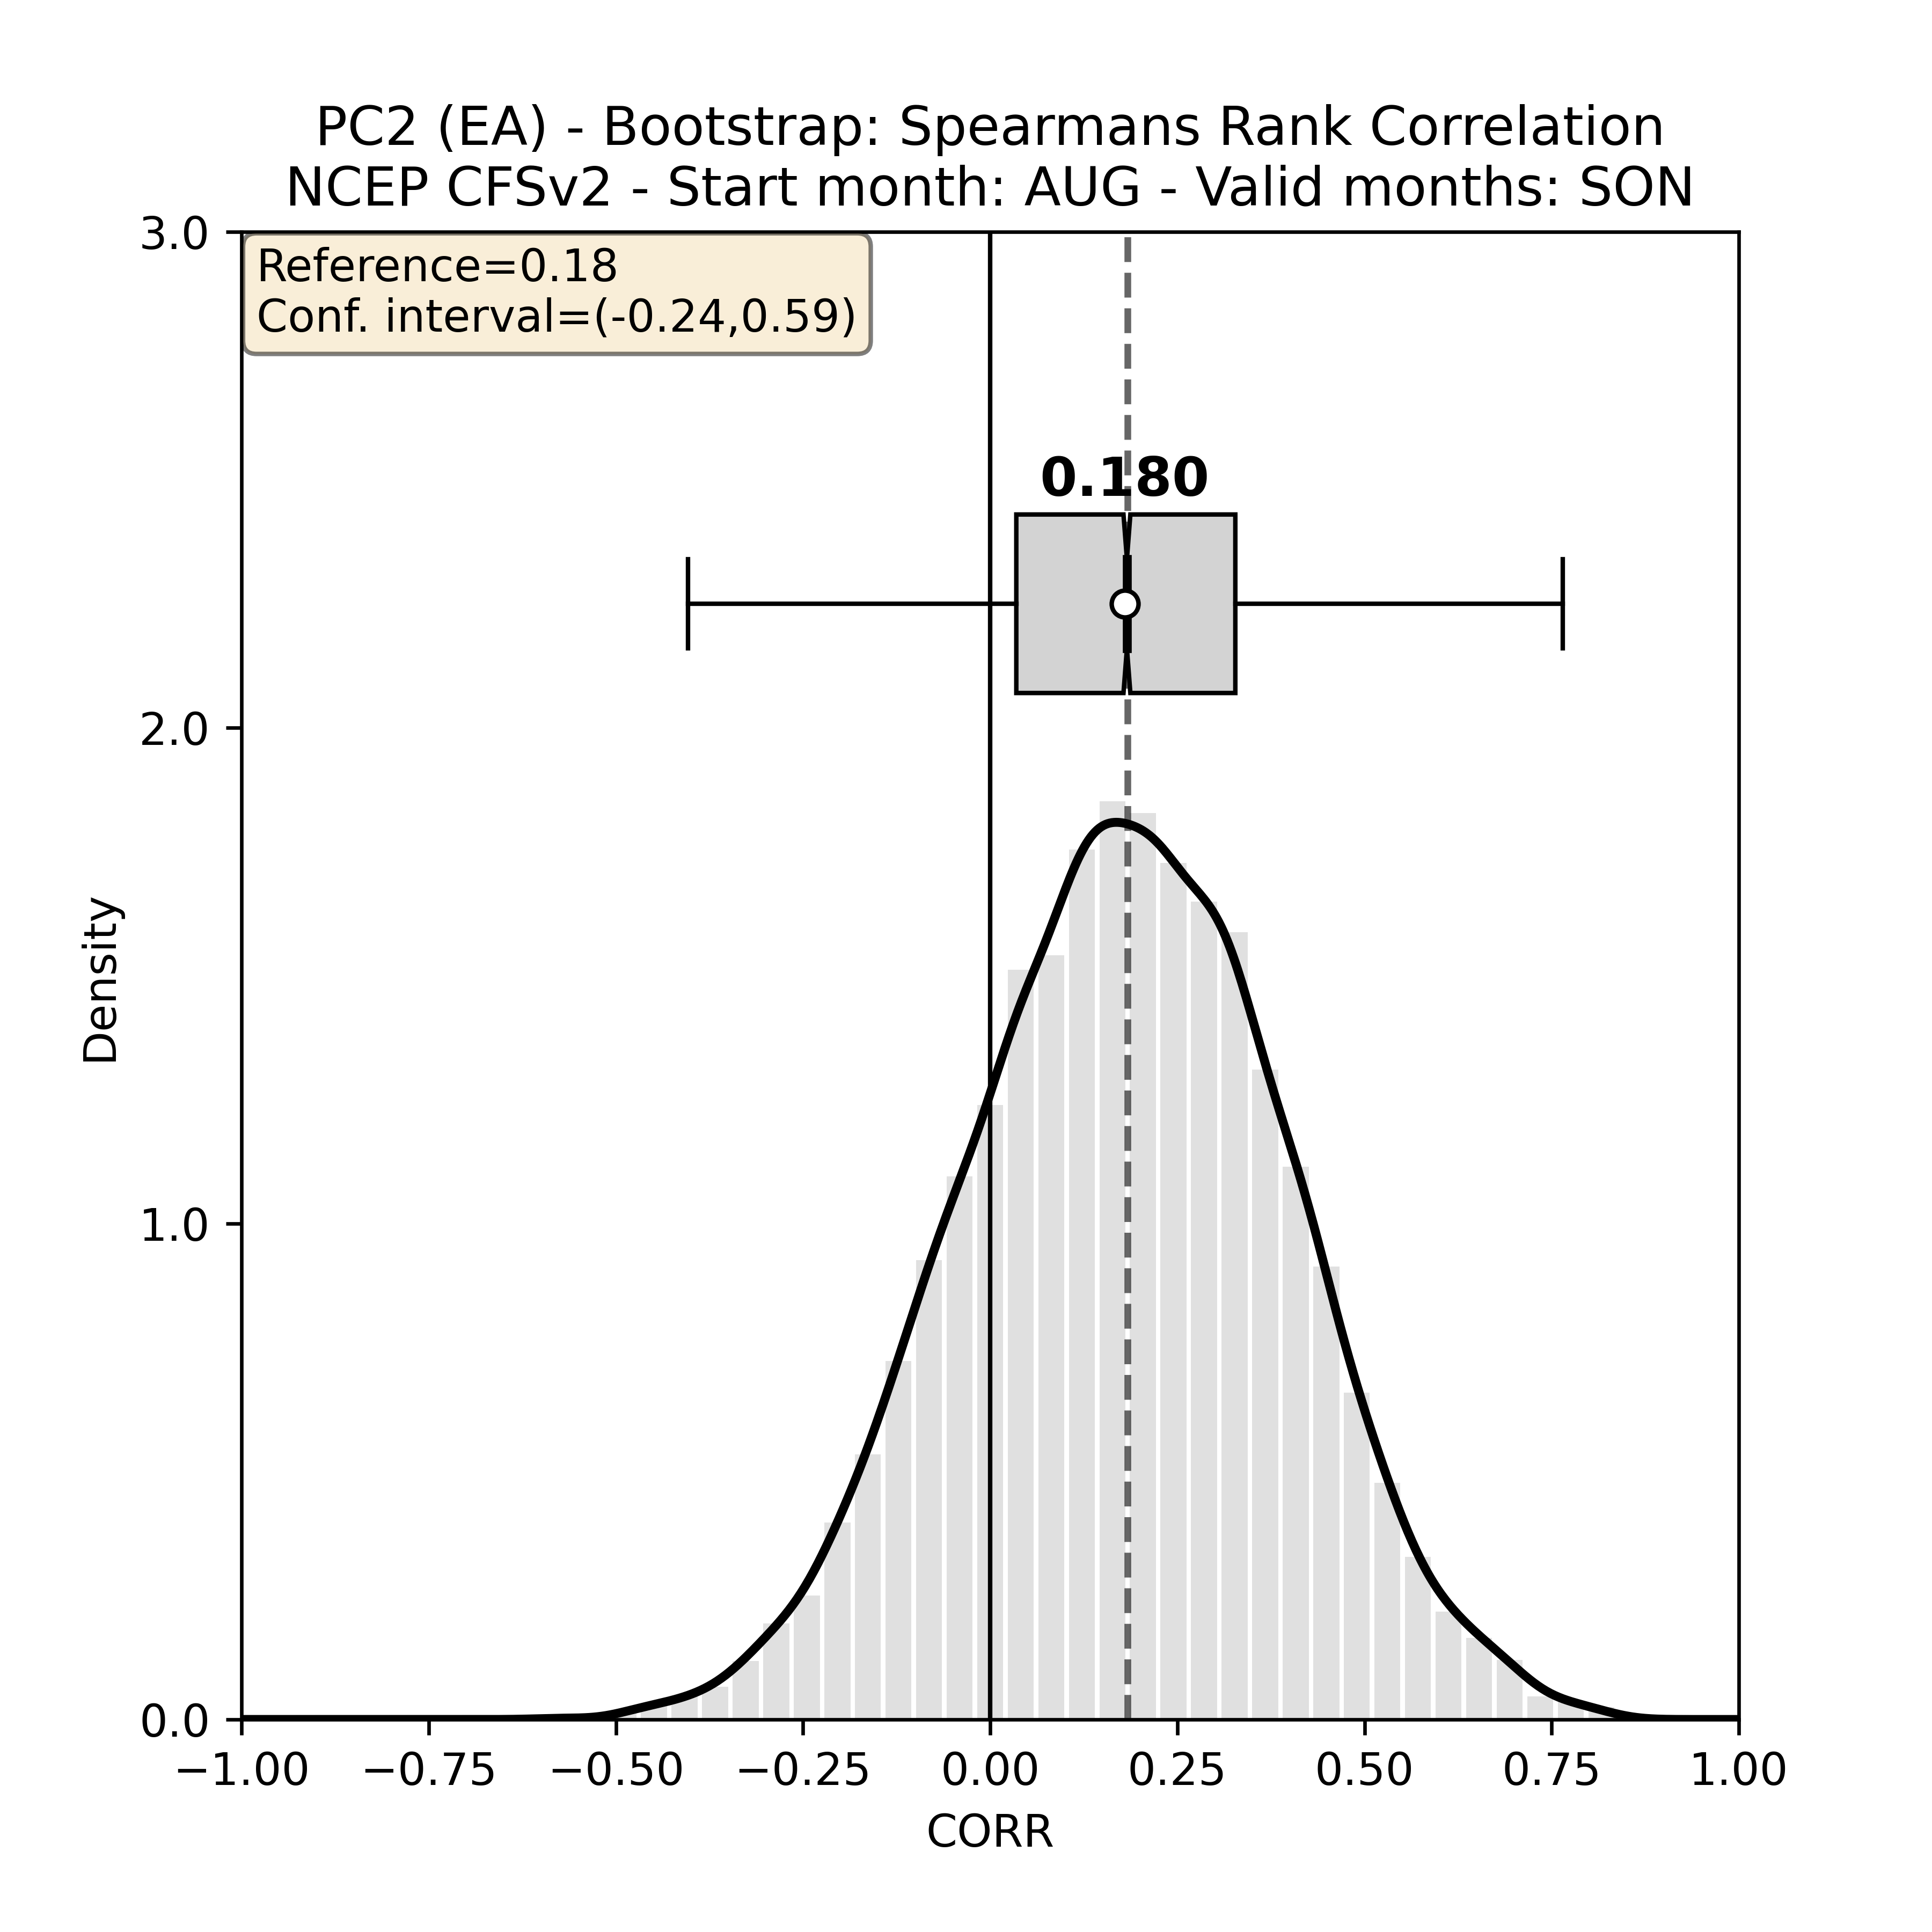 PC2 (EA) - Bootstrap: Spearmans Rank Correlation
NCEP CFSv2 - Start month: AUG - Valid months: SON
Reference=0.18
Conf. interval=(-0.24,0.59)
0.180
3.0
2.0
1.0
0.0
Density
−1.00 −0.75 −0.50 −0.25 0.00 0.25 0.50 0.75 1.00
CORR